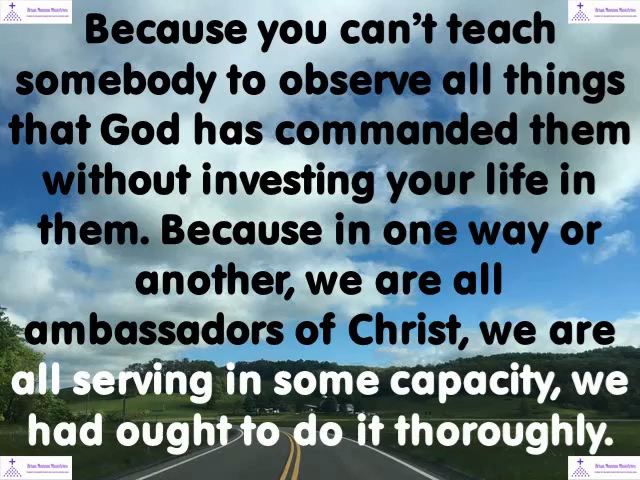 Because you can't teach
somebody to observe all things
that God has commanded them
without investing your life in
them. Because in one way or
another, we are all
ambassadors of Christ, we are
all serving in some capacity, we
had ought to do it thoroughly.